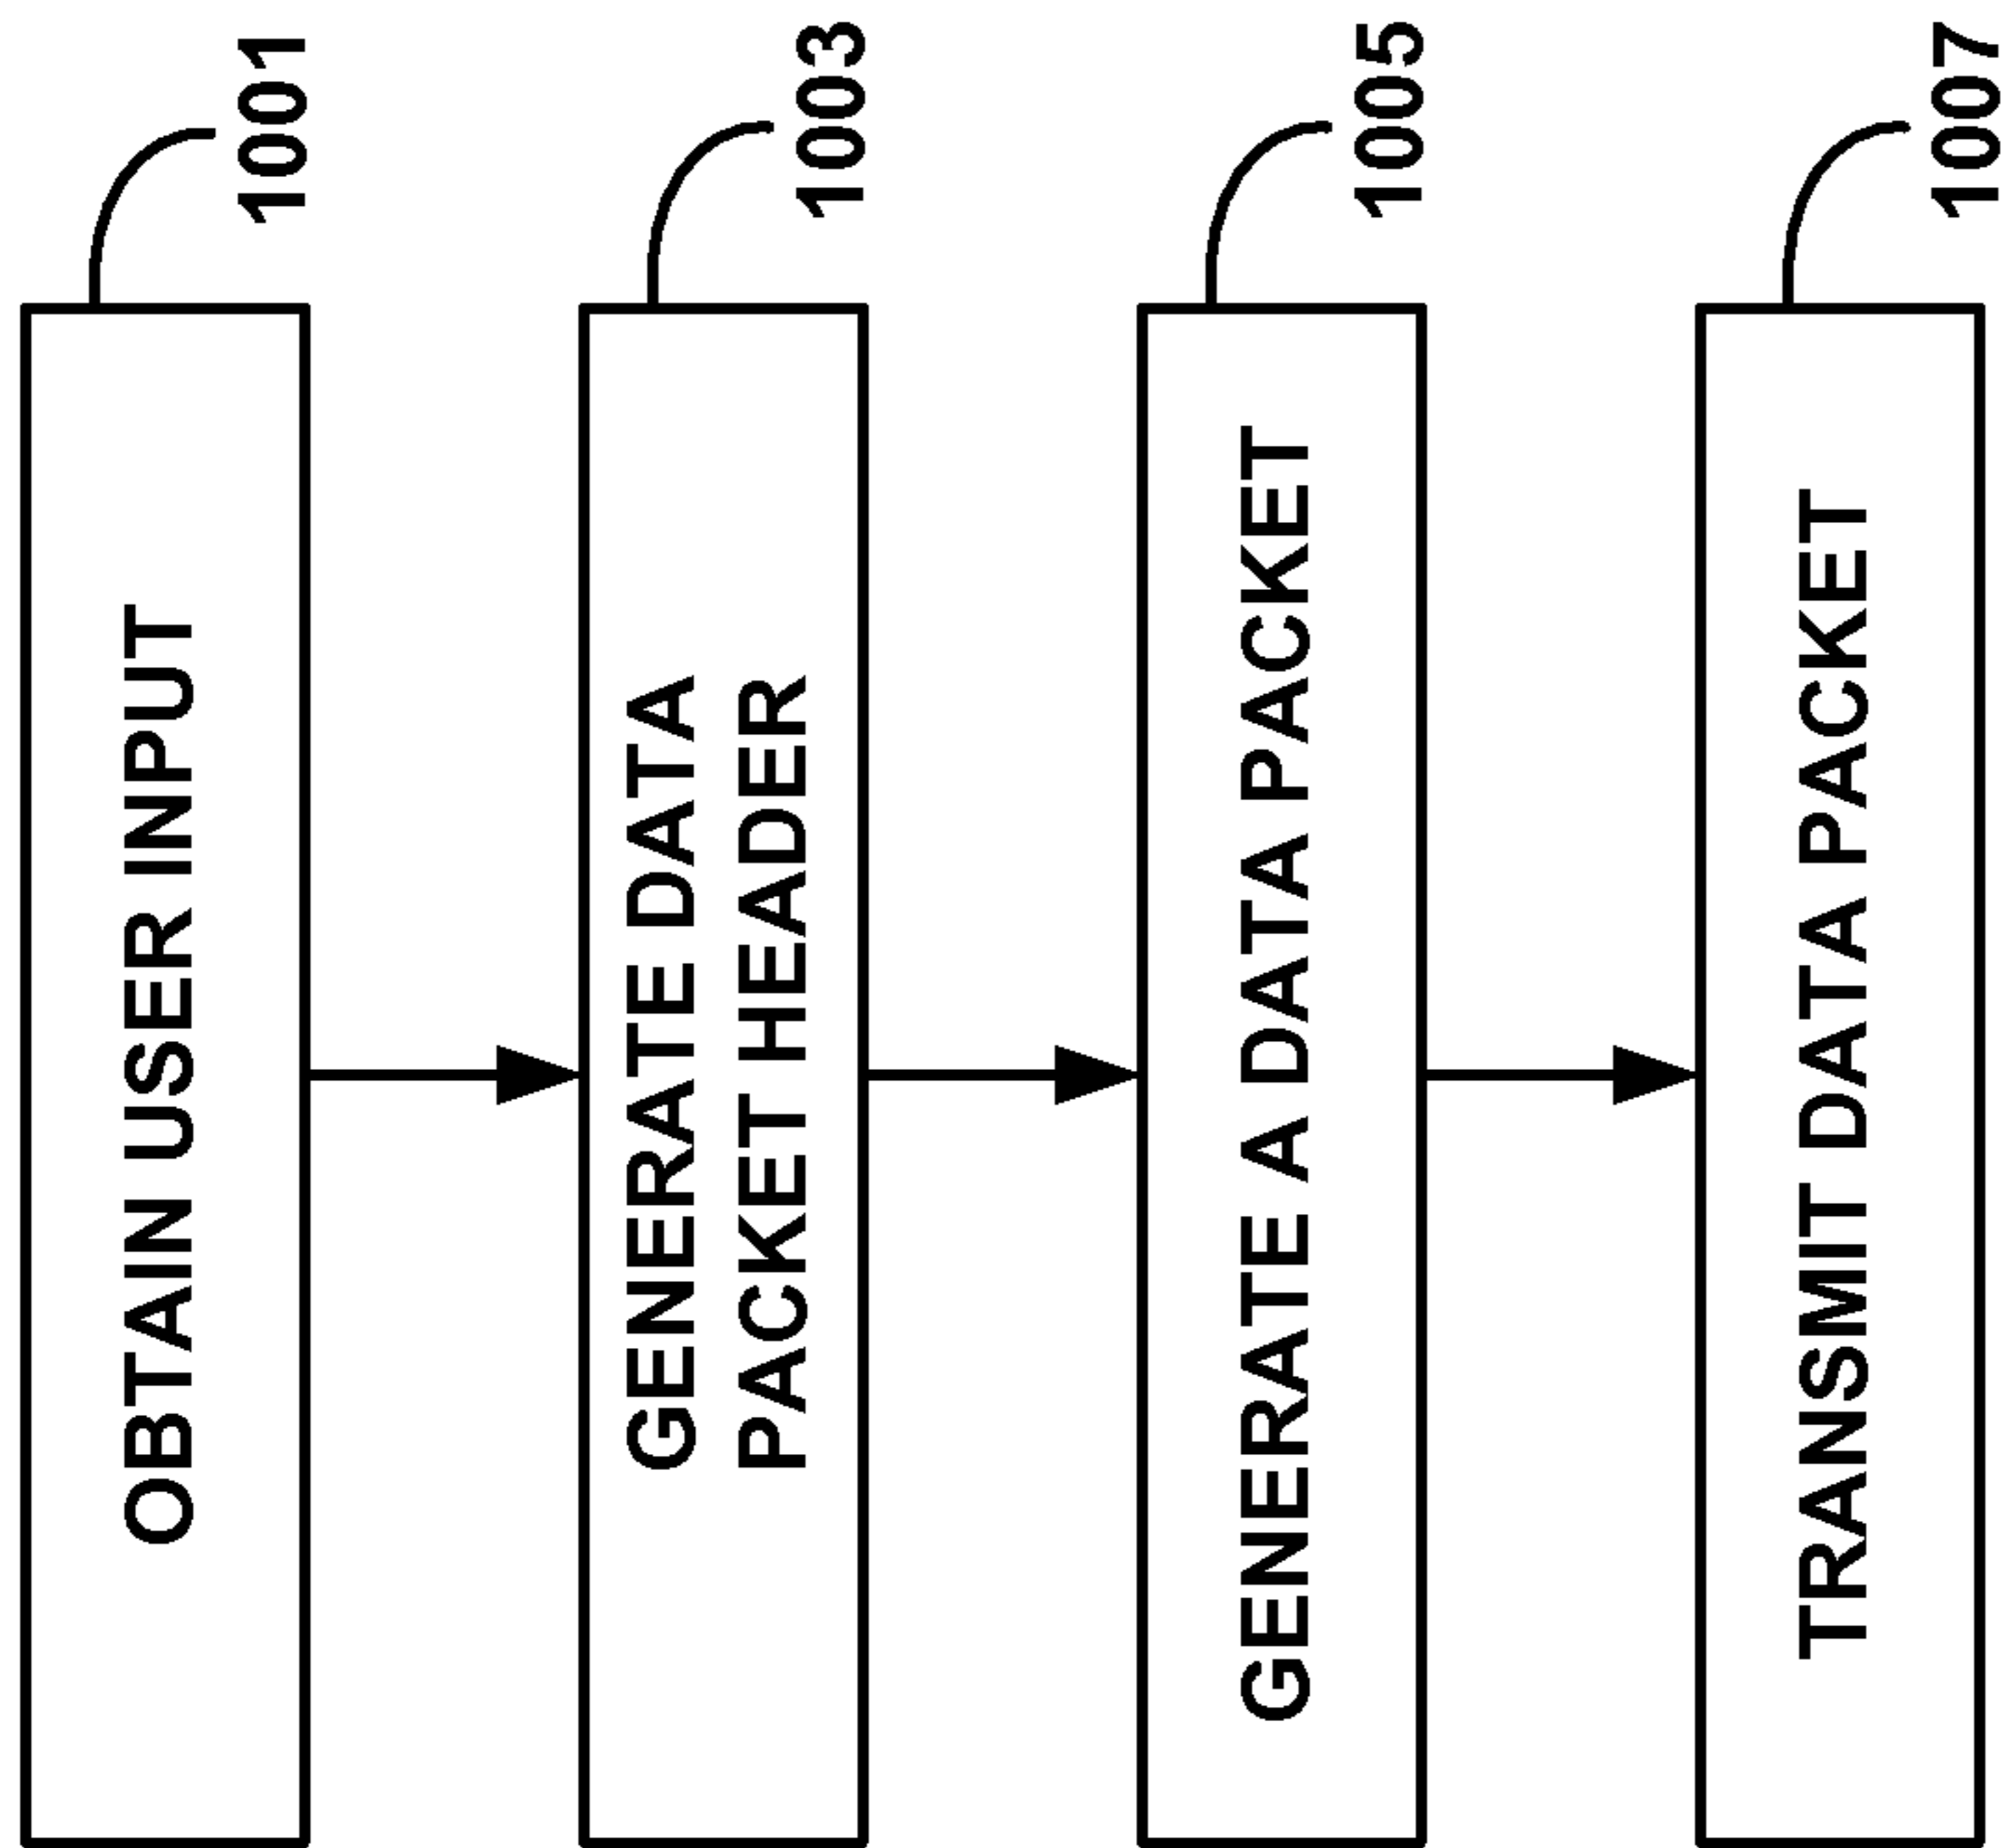 OBTAIN USER INPUT
1001
GENERATE DATA
PACKET HEADER
1003
GENERATE A DATA PACKET
1005
TRANSMIT DATA PACKET
1007